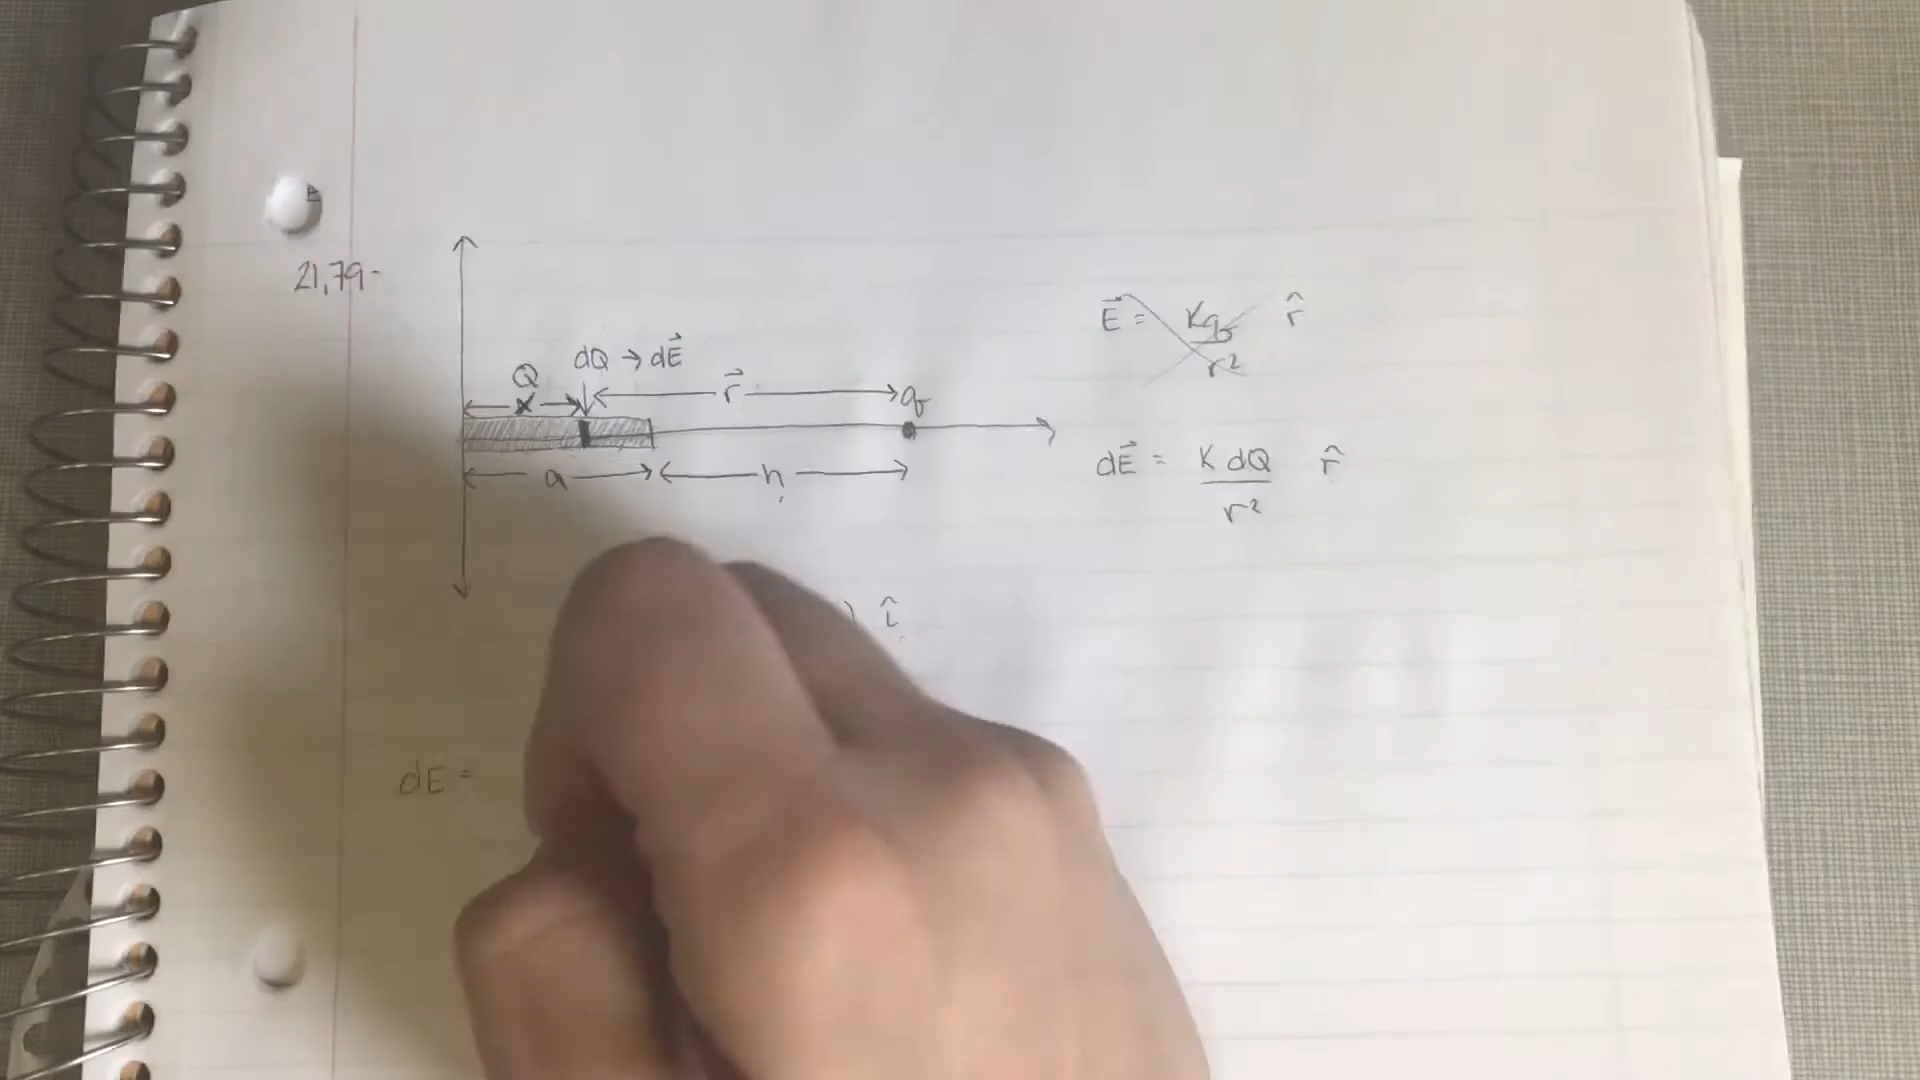 21.79-
dQ → dE⃗
Q
x
r⃗
q
a
h
E⃗ = Kq r̂
r²
dE⃗ = K dQ r̂
r²
) î
dE =